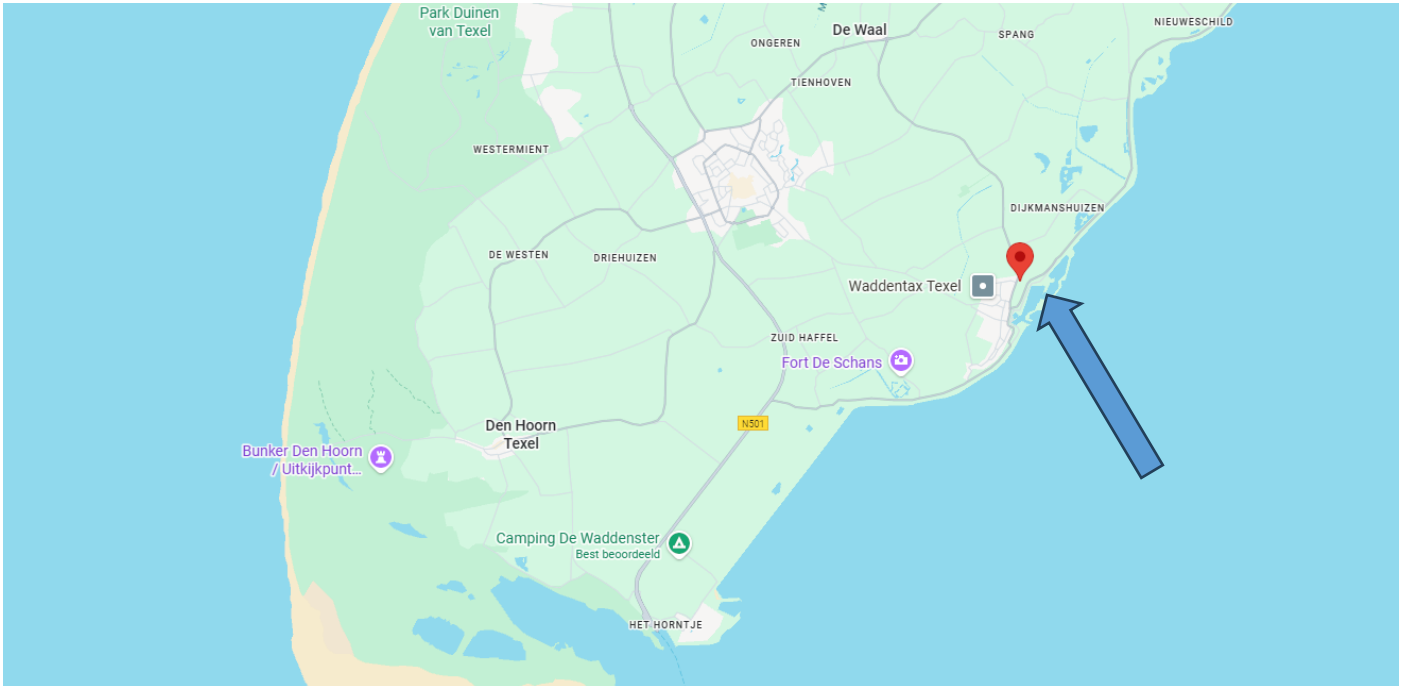 Park Duinen
van Texel
De Waal
NIEUWESCHILD
ONGEREN
SPANG
TIENHOVEN
WESTERMIENT
DIJKMANSHUIZEN
DE WESTEN
DRIEHUIZEN
Waddentax Texel
ZUID HAFFEL
Fort De Schans
Den Hoorn
Texel
N501
Bunker Den Hoorn
/ Uitkijkpunt...
Camping De Waddenster
Best beoordeeld
HET HORNTJE